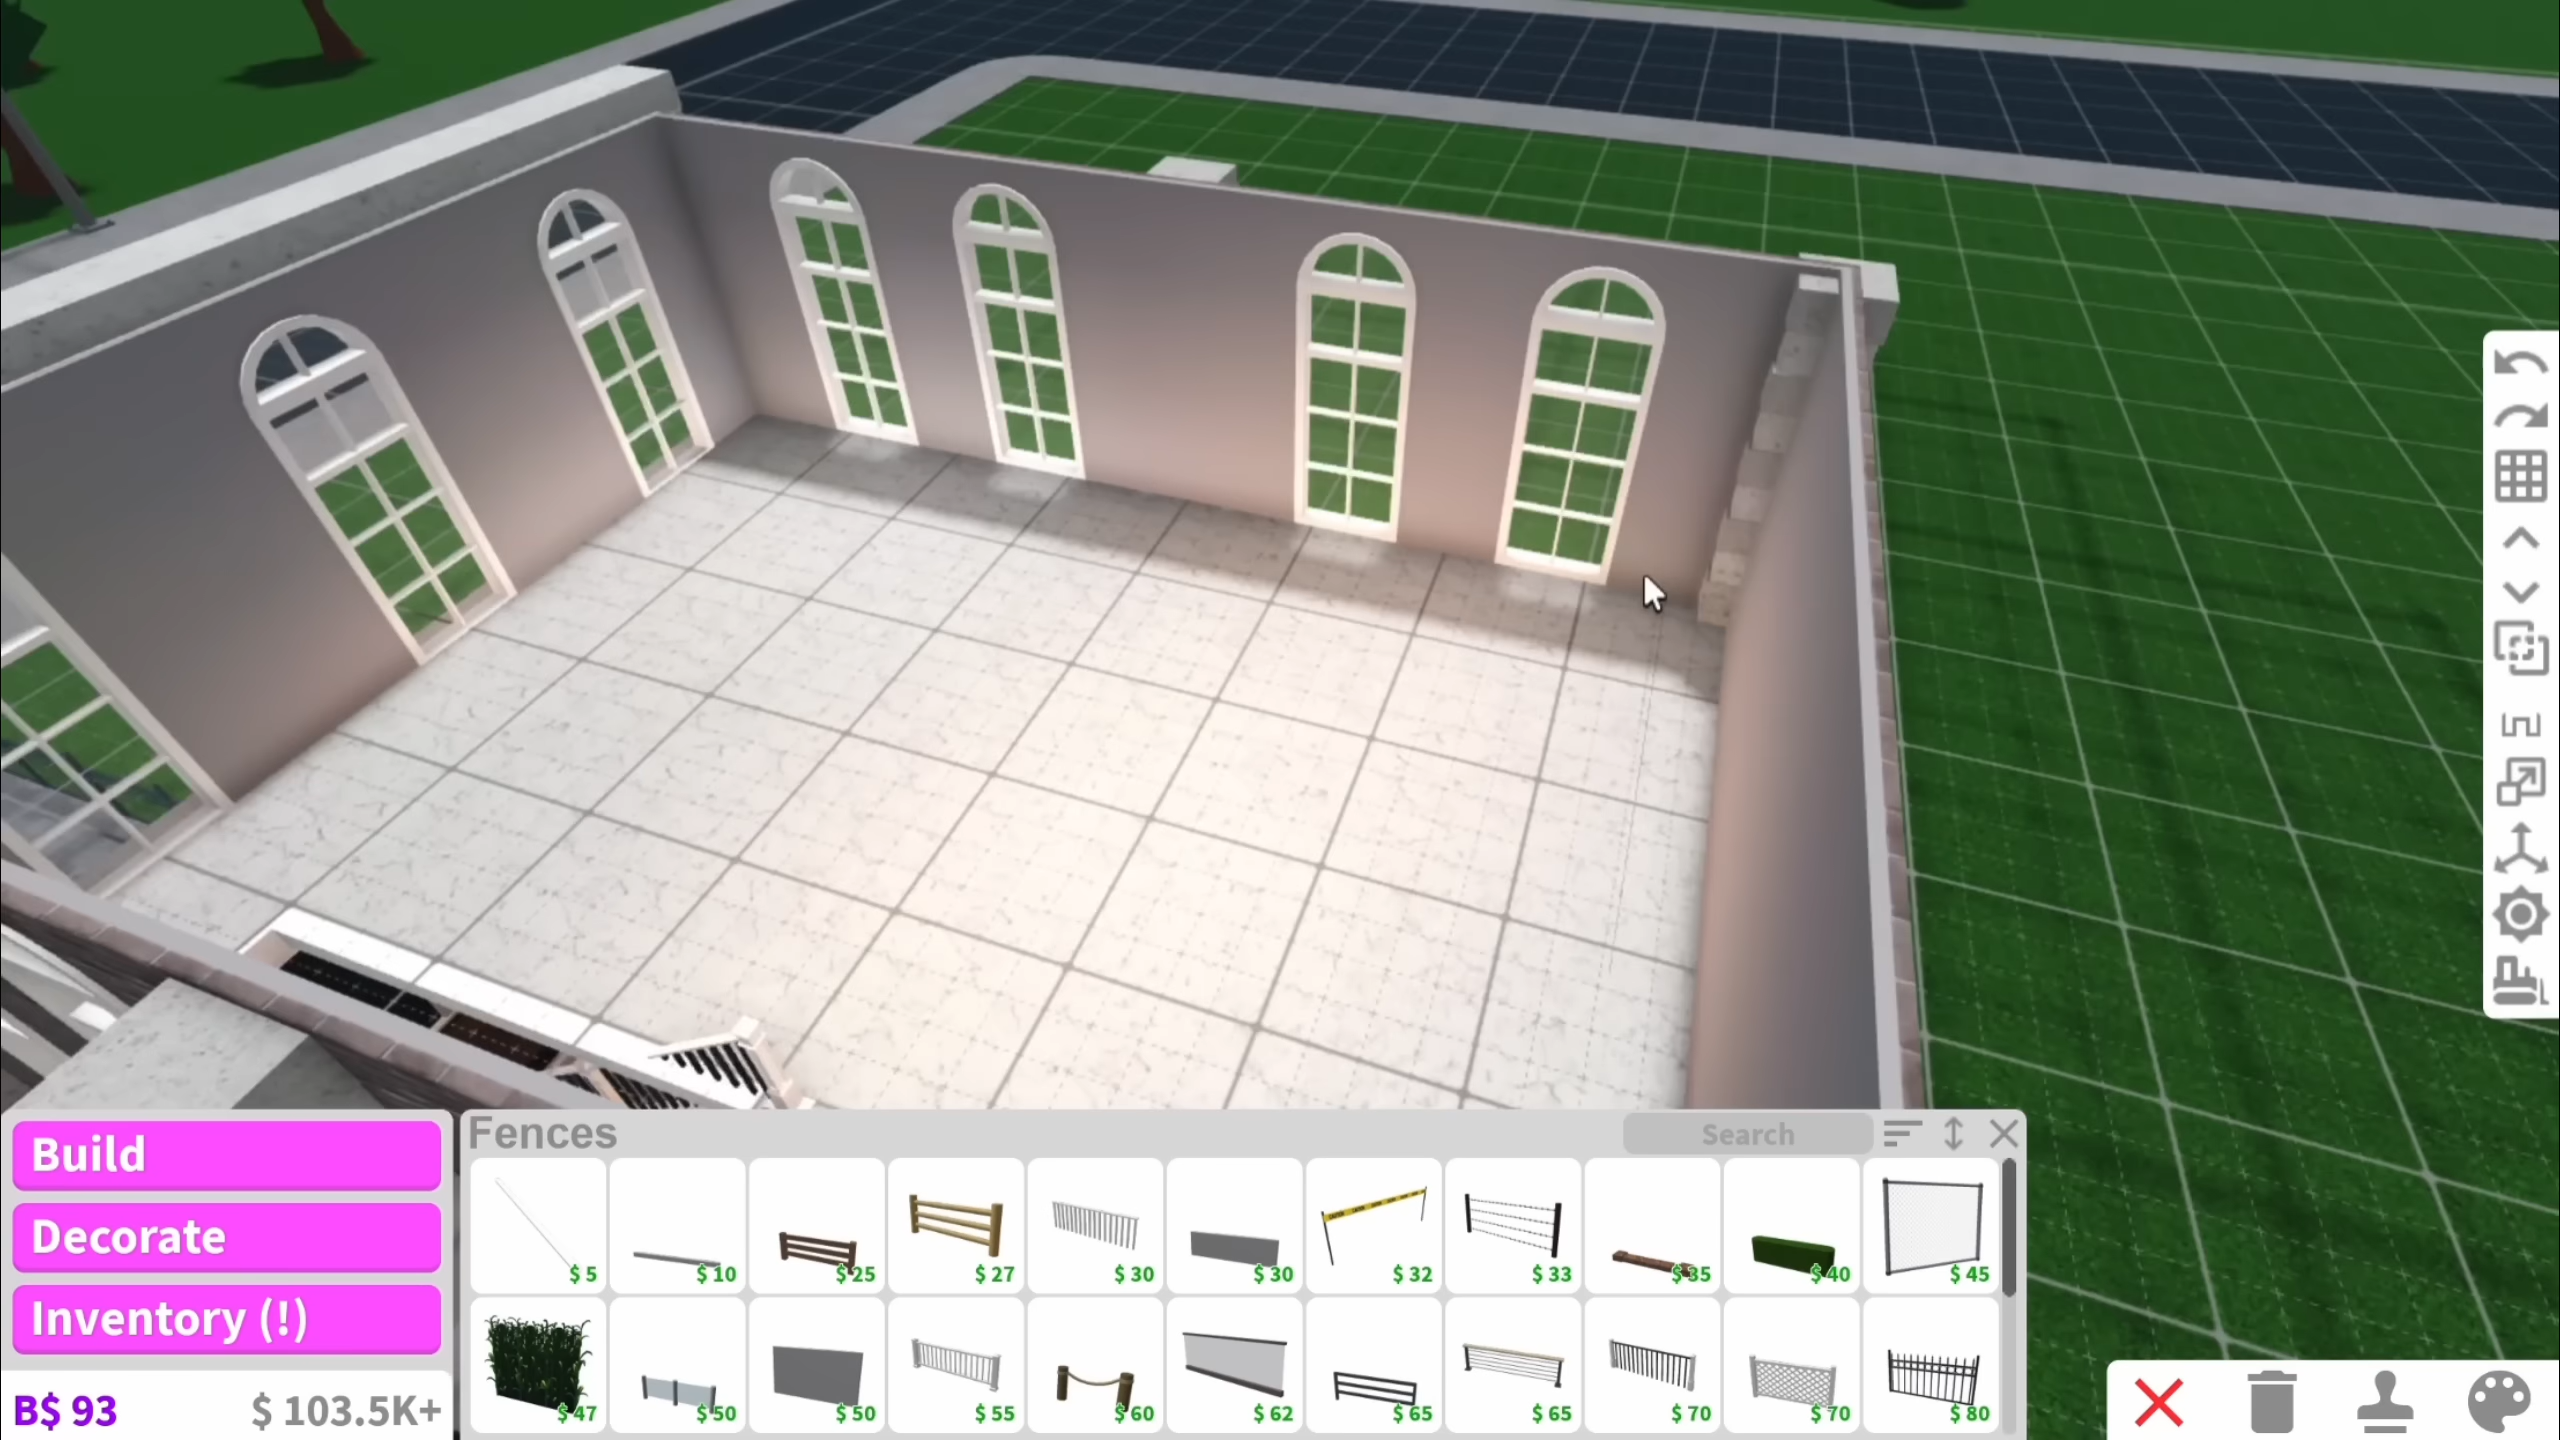 Build
Decorate
Inventory (!)
B$ 93 $ 103.5K+
Fences Search
$ 5 $ 10 $ 25 $ 27 $ 30 $ 30 $ 32 $ 33 $ 35 $ 40 $ 45
$ 47 $ 50 $ 50 $ 55 $ 60 $ 62 $ 65 $ 65 $ 70 $ 70 $ 80